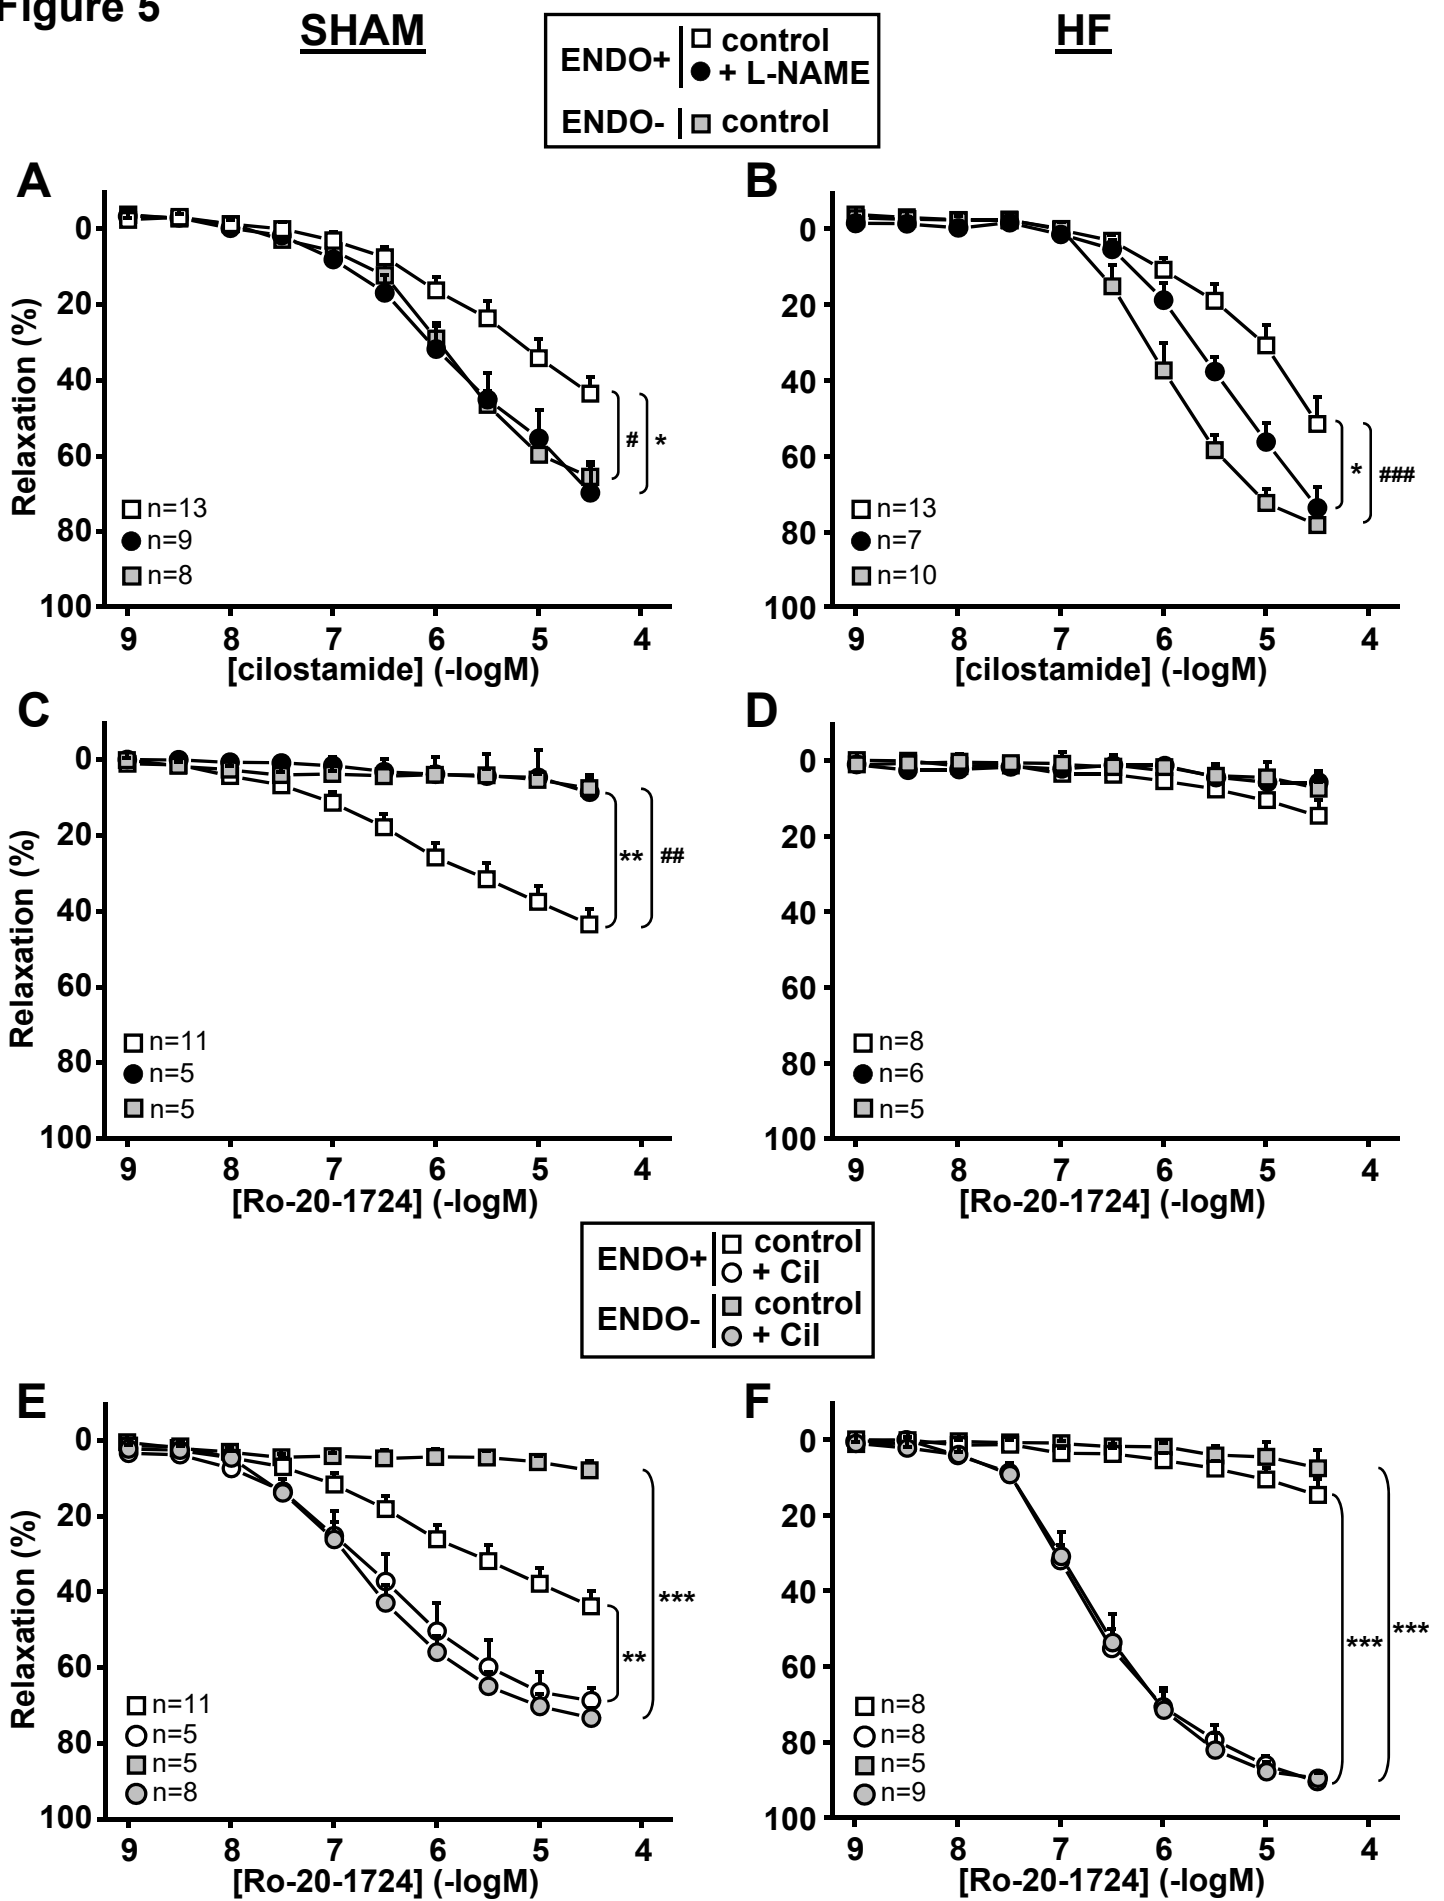 Figure 5
SHAM
HF
ENDO+
control
+ L-NAME
ENDO-
control
A
0
20
40
60
80
100
Relaxation (%)
# *
n=13
n=9
n=8
9 8 7 6 5 4
[cilostamide] (-logM)
B
0
20
40
60
80
100
* ###
n=13
n=7
n=10
9 8 7 6 5 4
[cilostamide] (-logM)
C
0
20
40
60
80
100
Relaxation (%)
** ##
n=11
n=5
n=5
9 8 7 6 5 4
[Ro-20-1724] (-logM)
D
0
20
40
60
80
100
n=8
n=6
n=5
9 8 7 6 5 4
[Ro-20-1724] (-logM)
ENDO+
control
+ Cil
ENDO-
control
+ Cil
E
0
20
40
60
80
100
Relaxation (%)
***
**
n=11
n=5
n=5
n=8
9 8 7 6 5 4
[Ro-20-1724] (-logM)
F
0
20
40
60
80
100
*** ***
n=8
n=8
n=5
n=9
9 8 7 6 5 4
[Ro-20-1724] (-logM)